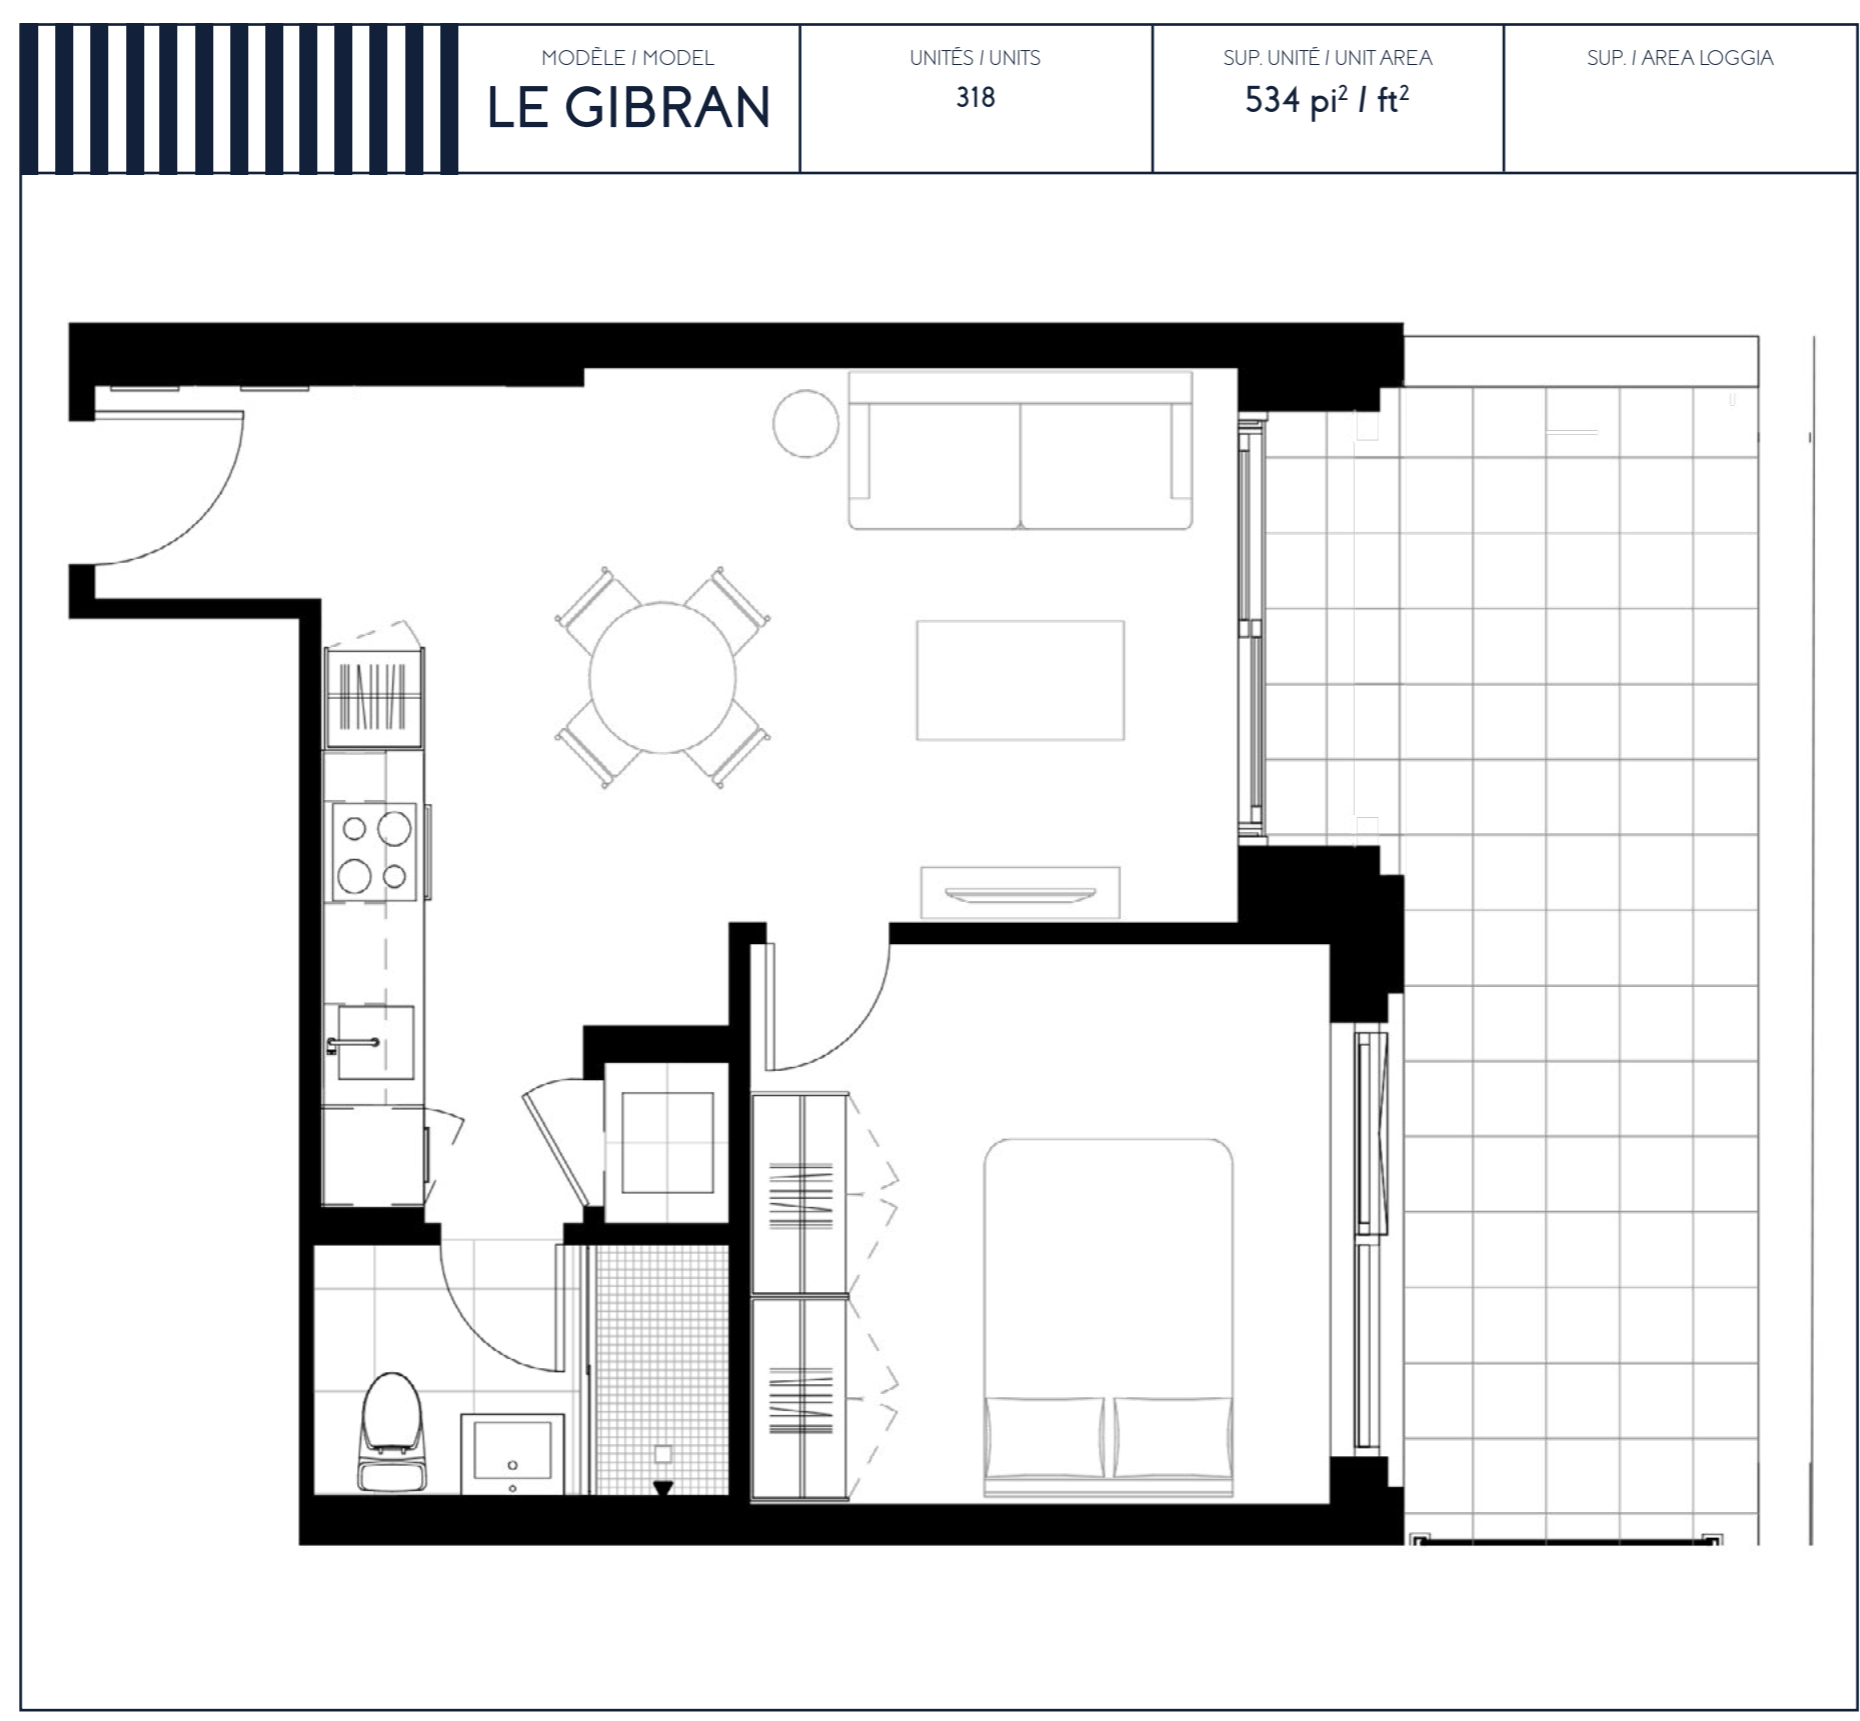 MODÈLE / MODEL
LE GIBRAN
UNITÉS / UNITS
318
SUP. UNITÉ / UNIT AREA
534 pi² / ft²
SUP. / AREA LOGGIA